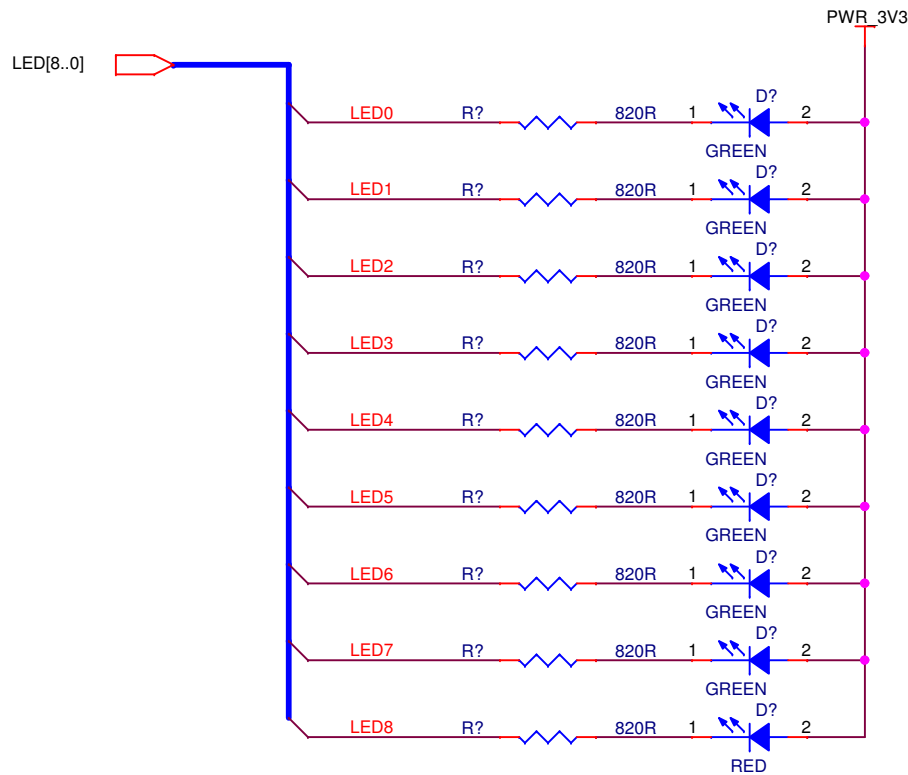 PWR_3V3
LED[8..0]
D?
LED0 R? 820R 1 2
GREEN
D?
LED1 R? 820R 1 2
GREEN
D?
LED2 R? 820R 1 2
GREEN
D?
LED3 R? 820R 1 2
GREEN
D?
LED4 R? 820R 1 2
GREEN
D?
LED5 R? 820R 1 2
GREEN
D?
LED6 R? 820R 1 2
GREEN
D?
LED7 R? 820R 1 2
GREEN
D?
LED8 R? 820R 1 2
RED